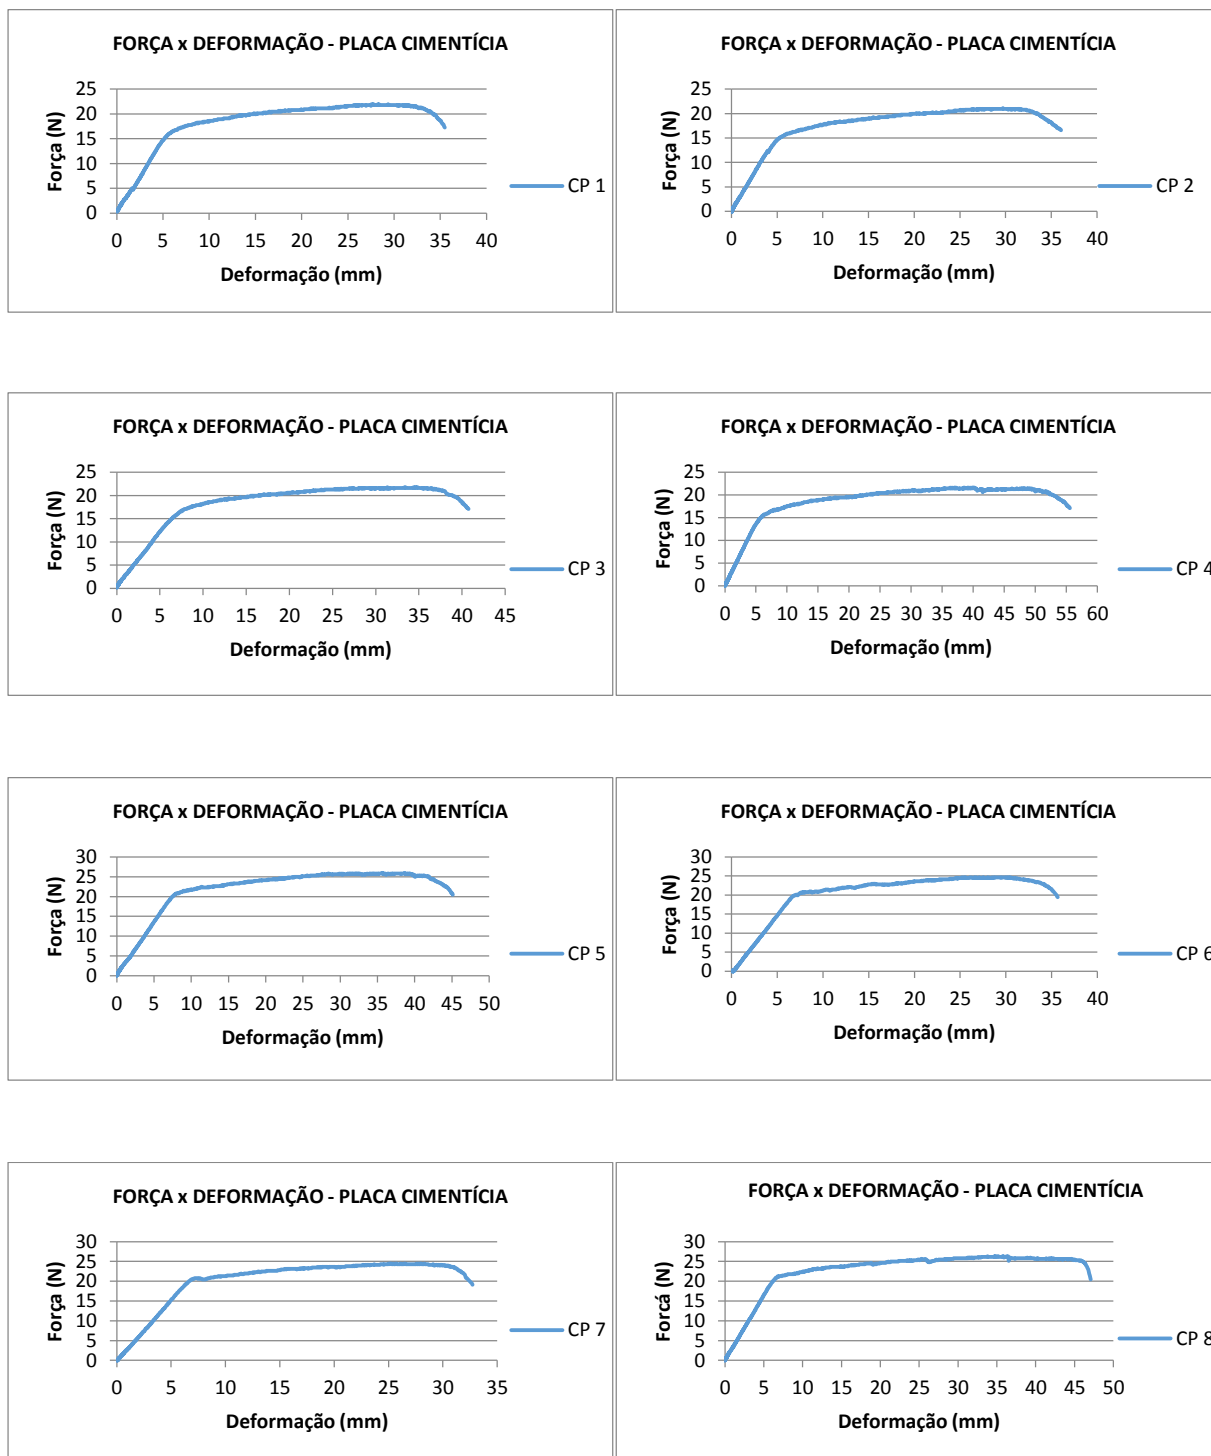 FORÇA x DEFORMAÇÃO - PLACA CIMENTÍCIA
25
20
15
10
5
0
Força (N)
0 5 10 15 20 25 30 35 40
Deformação (mm)
CP 1
FORÇA x DEFORMAÇÃO - PLACA CIMENTÍCIA
25
20
15
10
5
0
Força (N)
0 5 10 15 20 25 30 35 40
Deformação (mm)
CP 2
FORÇA x DEFORMAÇÃO - PLACA CIMENTÍCIA
25
20
15
10
5
0
Força (N)
0 5 10 15 20 25 30 35 40 45
Deformação (mm)
CP 3
FORÇA x DEFORMAÇÃO - PLACA CIMENTÍCIA
25
20
15
10
5
0
Força (N)
0 5 10 15 20 25 30 35 40 45 50 55 60
Deformação (mm)
CP 4
FORÇA x DEFORMAÇÃO - PLACA CIMENTÍCIA
30
25
20
15
10
5
0
Força (N)
0 5 10 15 20 25 30 35 40 45 50
Deformação (mm)
CP 5
FORÇA x DEFORMAÇÃO - PLACA CIMENTÍCIA
30
25
20
15
10
5
0
Força (N)
0 5 10 15 20 25 30 35 40
Deformação (mm)
CP 6
FORÇA x DEFORMAÇÃO - PLACA CIMENTÍCIA
30
25
20
15
10
5
0
Força (N)
0 5 10 15 20 25 30 35
Deformação (mm)
CP 7
FORÇA x DEFORMAÇÃO - PLACA CIMENTÍCIA
30
25
20
15
10
5
0
Forcá (N)
0 5 10 15 20 25 30 35 40 45 50
Deformação (mm)
CP 8